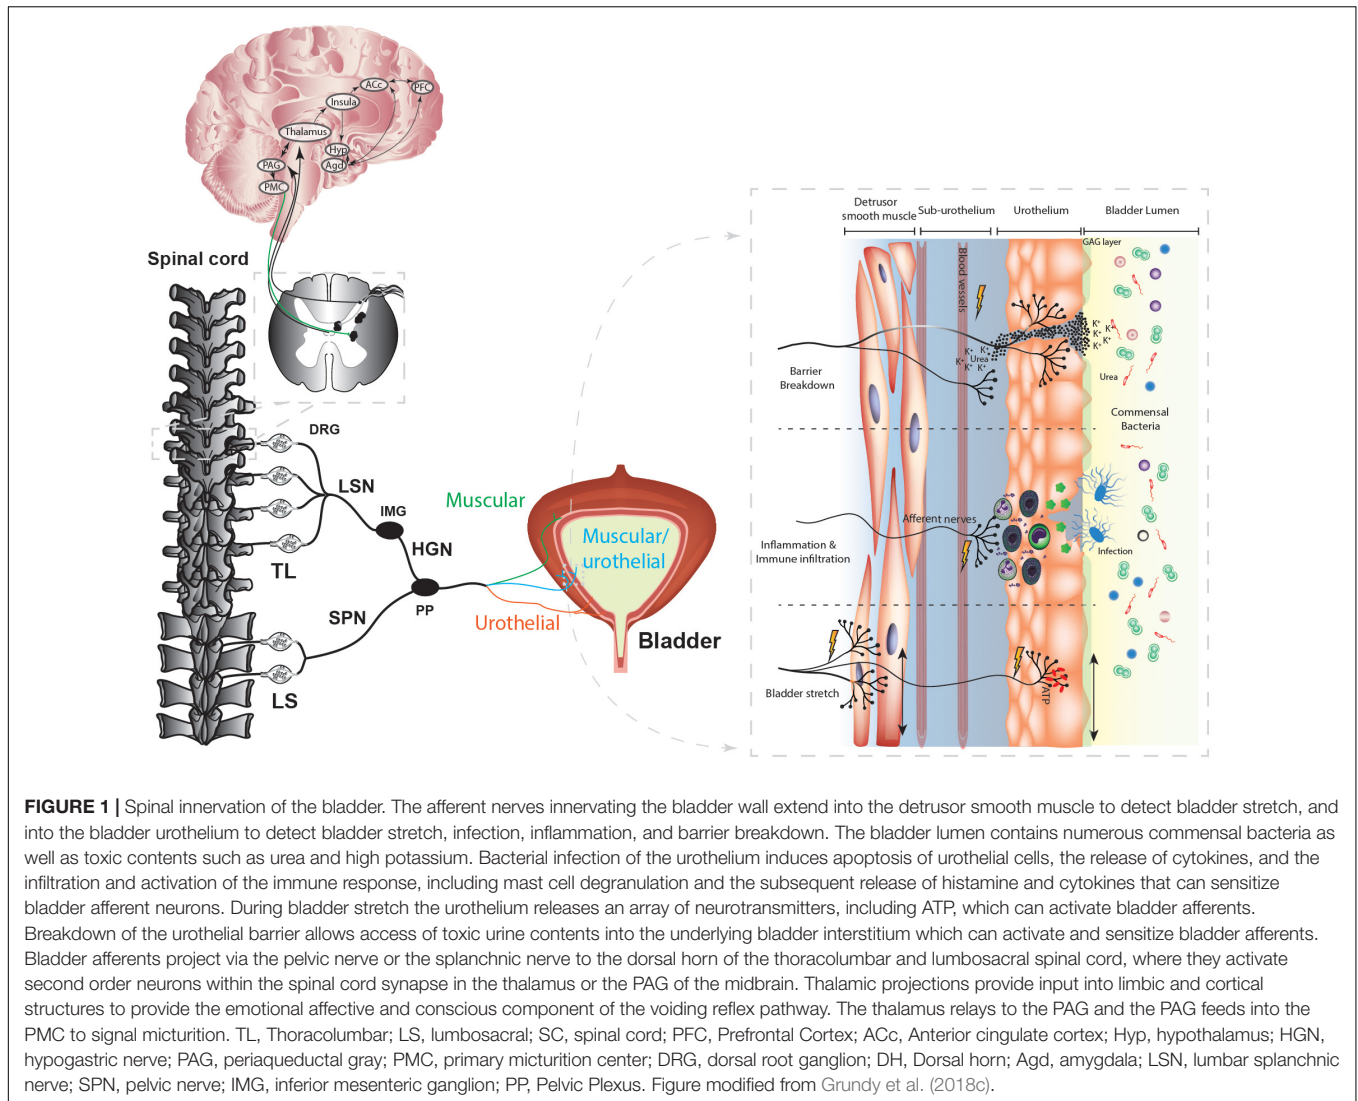 ACc
PFC
Insula
Thalamus
Hyp
PAG
Agd
PMC
Spinal cord
DRG
LSN
IMG
HGN
TL
PP
SPN
LS
Muscular
Muscular/
urothelial
Urothelial
Bladder
Detrusor
smooth muscle
Sub-urothelium
Urothelium
Bladder Lumen
GAG layer
Blood vessels
K⁺
K⁺ K⁺
K⁺ K⁺
K⁺
K⁺ K⁺
K⁺ Urea
K⁺ K⁺
Urea
Barrier
Breakdown
Commensal
Bacteria
Afferent nerves
Inflammation &
Immune infiltration
Infection
Bladder stretch
ATP
FIGURE 1 | Spinal innervation of the bladder. The afferent nerves innervating the bladder wall extend into the detrusor smooth muscle to detect bladder stretch, and
into the bladder urothelium to detect bladder stretch, infection, inflammation, and barrier breakdown. The bladder lumen contains numerous commensal bacteria as
well as toxic contents such as urea and high potassium. Bacterial infection of the urothelium induces apoptosis of urothelial cells, the release of cytokines, and the
infiltration and activation of the immune response, including mast cell degranulation and the subsequent release of histamine and cytokines that can sensitize
bladder afferent neurons. During bladder stretch the urothelium releases an array of neurotransmitters, including ATP, which can activate bladder afferents.
Breakdown of the urothelial barrier allows access of toxic urine contents into the underlying bladder interstitium which can activate and sensitize bladder afferents.
Bladder afferents project via the pelvic nerve or the splanchnic nerve to the dorsal horn of the thoracolumbar and lumbosacral spinal cord, where they activate
second order neurons within the spinal cord synapse in the thalamus or the PAG of the midbrain. Thalamic projections provide input into limbic and cortical
structures to provide the emotional affective and conscious component of the voiding reflex pathway. The thalamus relays to the PAG and the PAG feeds into the
PMC to signal micturition. TL, Thoracolumbar; LS, lumbosacral; SC, spinal cord; PFC, Prefrontal Cortex; ACc, Anterior cingulate cortex; Hyp, hypothalamus; HGN,
hypogastric nerve; PAG, periaqueductal gray; PMC, primary micturition center; DRG, dorsal root ganglion; DH, Dorsal horn; Agd, amygdala; LSN, lumbar splanchnic
nerve; SPN, pelvic nerve; IMG, inferior mesenteric ganglion; PP, Pelvic Plexus. Figure modified from Grundy et al. (2018c).